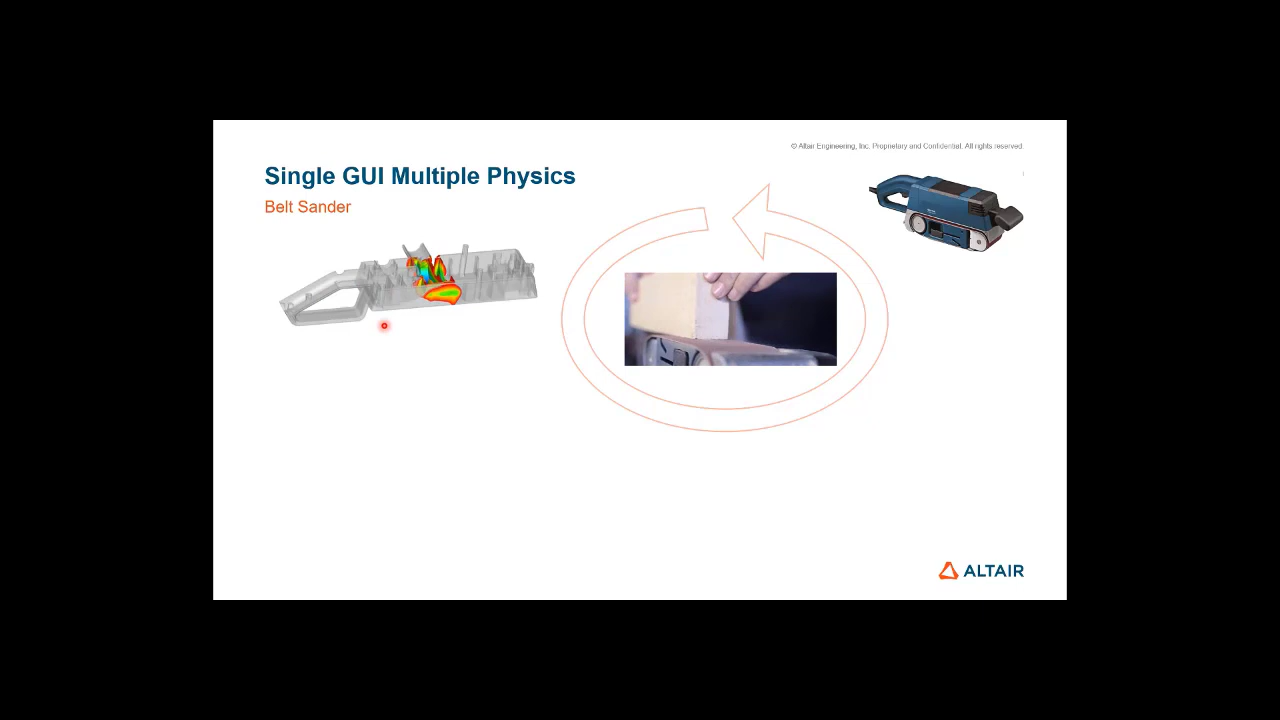 © Altair Engineering, Inc. Proprietary and Confidential. All rights reserved.
Single GUI Multiple Physics
Belt Sander
ALTAIR